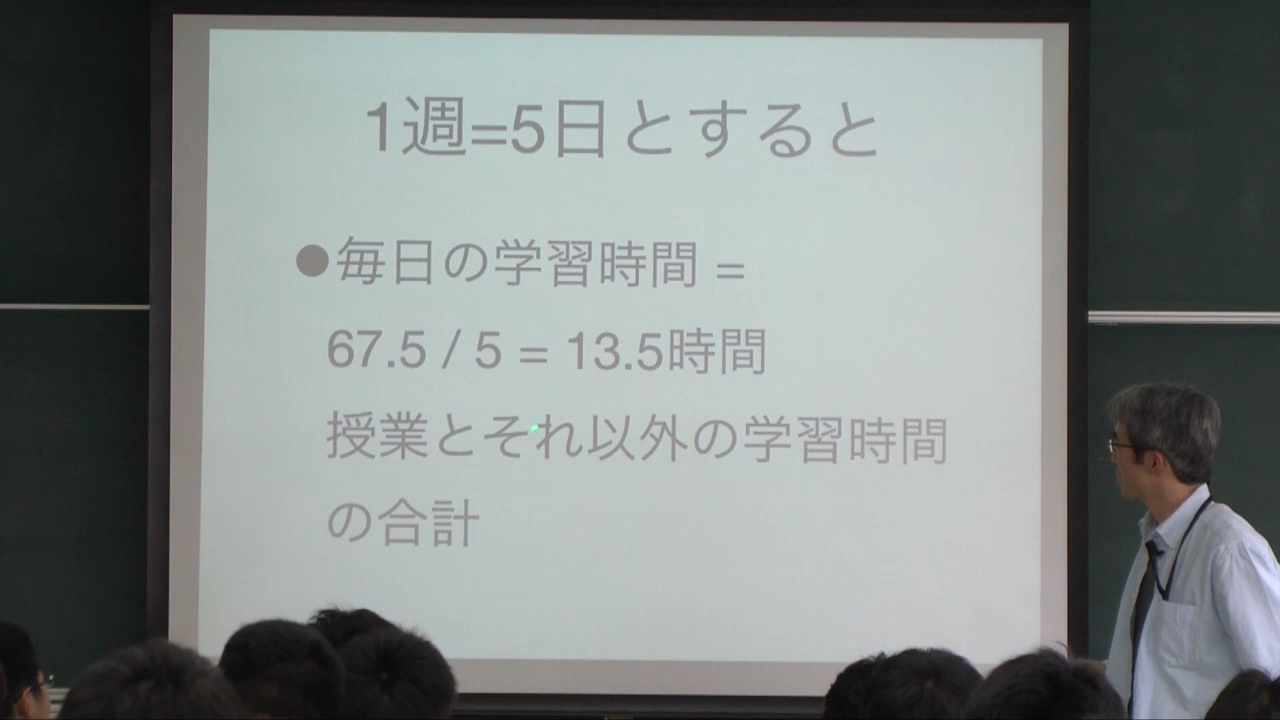 1週=5日とすると
●毎日の学習時間 =
67.5 / 5 = 13.5時間
授業とそれ以外の学習時間
の合計